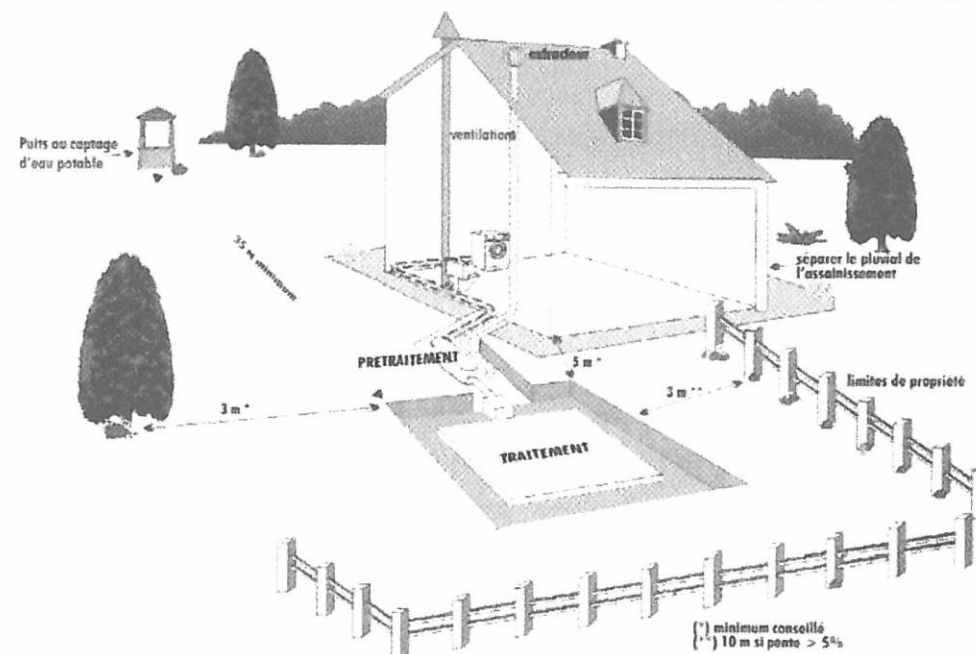 extracteur
ventilations
Puits ou captage
d'eau potable
35 m minimum
séparer le pluvial de
l'assainissement
PRETRAITEMENT
5 m *
3 m *
3 m **
limites de propriété
TRAITEMENT
(*) minimum conseillé
(**) 10 m si pente > 5%